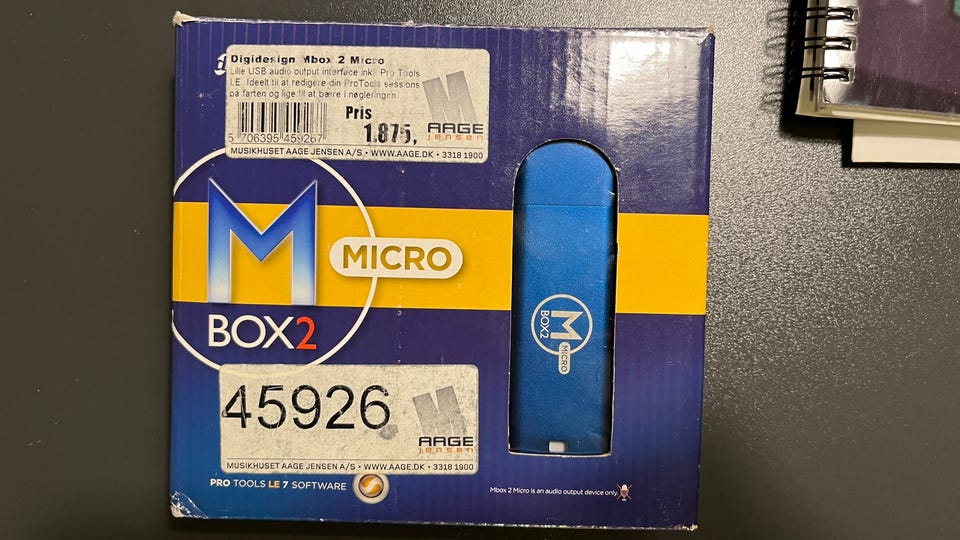 Digidesign Mbox 2 Micro
Lille USB audio output interface inkl. Pro Tools
LE. Ideelt til at redigere din ProTools sessions
på farten og lige til at bære i nøgleringen
Pris
1.875,
5 706395 459267
AAGE
jensen
MUSIKHUSET AAGE JENSEN A/S • WWW.AAGE.DK • 3318 1900
M
BOX2
MICRO
M
BOX2
MICRO
45926
AAGE
jensen
MUSIKHUSET AAGE JENSEN A/S • WWW.AAGE.DK • 3318 1900
PRO TOOLS LE 7 SOFTWARE
Mbox 2 Micro is an audio output device only.